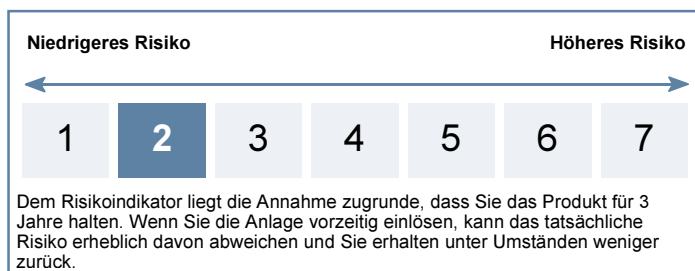 Niedrigeres Risiko Höheres Risiko
1 2 3 4 5 6 7
Dem Risikoindikator liegt die Annahme zugrunde, dass Sie das Produkt für 3
Jahre halten. Wenn Sie die Anlage vorzeitig einlösen, kann das tatsächliche
Risiko erheblich davon abweichen und Sie erhalten unter Umständen weniger
zurück.